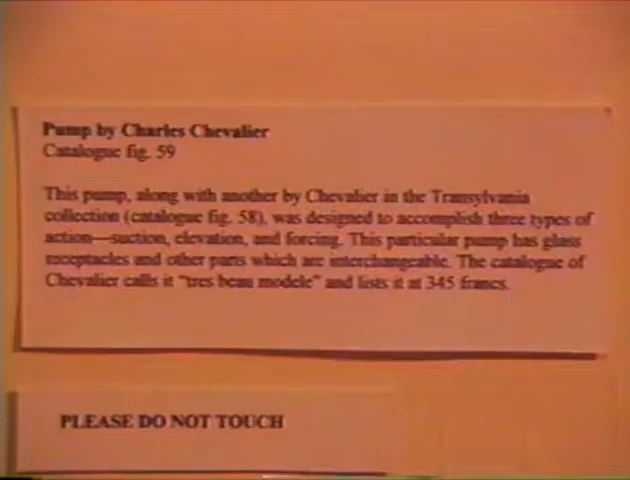 Pump by Charles Chevalier
Catalogue fig. 59
This pump, along with another by Chevalier in the Transylvania
collection (catalogue fig. 58), was designed to accomplish three types of
action—suction, elevation, and forcing. This particular pump has glass
receptacles and other parts which are interchangeable. The catalogue of
Chevalier calls it "tres beau modele" and lists it at 345 francs.
PLEASE DO NOT TOUCH